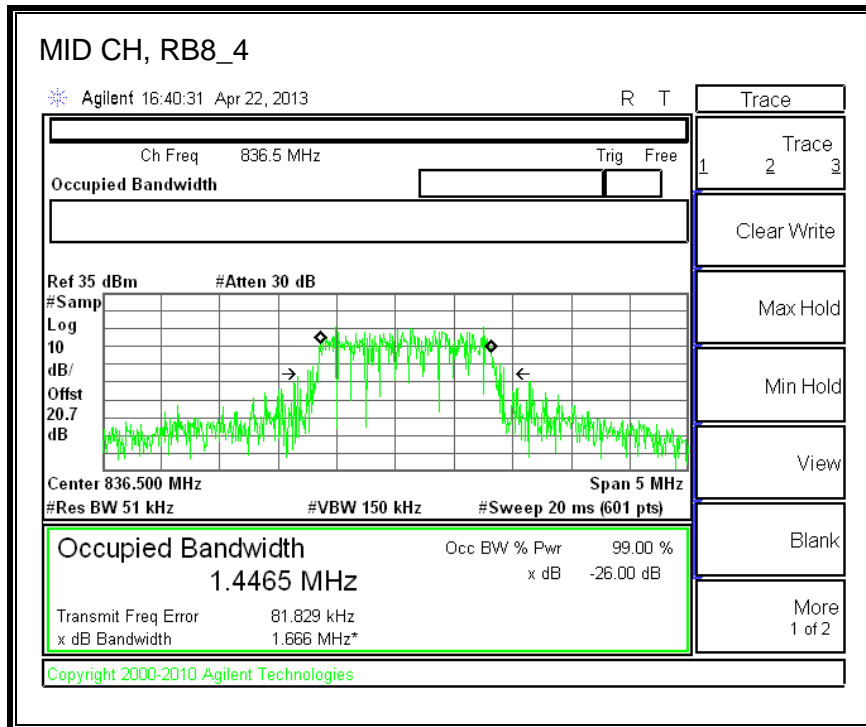 MID CH, RB8_4
Agilent 16:40:31 Apr 22, 2013 R T
Trace
Ch Freq 836.5 MHz Trig Free
Occupied Bandwidth
Trace
1 2 3
Clear Write
Max Hold
Min Hold
View
Blank
More
1 of 2
Ref 35 dBm #Atten 30 dB
#Samp
Log
10
dB/
Offst
20.7
dB
Center 836.500 MHz Span 5 MHz
#Res BW 51 kHz #VBW 150 kHz #Sweep 20 ms (601 pts)
Occupied Bandwidth Occ BW % Pwr 99.00 %
1.4465 MHz x dB -26.00 dB
Transmit Freq Error 81.829 kHz
x dB Bandwidth 1.666 MHz*
Copyright 2000-2010 Agilent Technologies